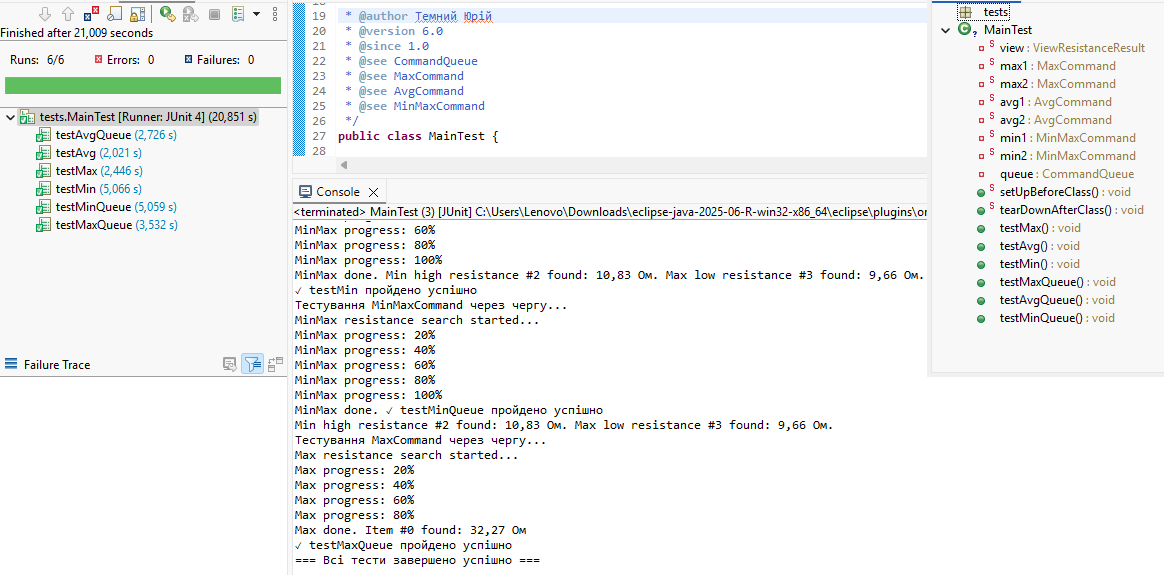 Finished after 21,009 seconds
Runs: 6/6
Errors: 0
Failures: 0
tests.MainTest [Runner: JUnit 4] (20,851 s)
testAvgQueue (2,726 s)
testAvg (2,021 s)
testMax (2,446 s)
testMin (5,066 s)
testMinQueue (5,059 s)
testMaxQueue (3,532 s)
Failure Trace
19 * @author Темний Юрій
20 * @version 6.0
21 * @since 1.0
22 * @see CommandQueue
23 * @see MaxCommand
24 * @see AvgCommand
25 * @see MinMaxCommand
26 */
27 public class MainTest {
28
Console
<terminated> MainTest (3) [JUnit] C:\Users\Lenovo\Downloads\eclipse-java-2025-06-R-win32-x86_64\eclipse\plugins\or
MinMax progress: 60%
MinMax progress: 80%
MinMax progress: 100%
MinMax done. Min high resistance #2 found: 10,83 Ом. Max low resistance #3 found: 9,66 Ом.
✓ testMin пройдено успішно
Тестування MinMaxCommand через чергу...
MinMax resistance search started...
MinMax progress: 20%
MinMax progress: 40%
MinMax progress: 60%
MinMax progress: 80%
MinMax progress: 100%
MinMax done. ✓ testMinQueue пройдено успішно
Min high resistance #2 found: 10,83 Ом. Max low resistance #3 found: 9,66 Ом.
Тестування MaxCommand через чергу...
Max resistance search started...
Max progress: 20%
Max progress: 40%
Max progress: 60%
Max progress: 80%
Max done. Item #0 found: 32,27 Ом
✓ testMaxQueue пройдено успішно
=== Всі тести завершено успішно ===
tests
MainTest
view : ViewResistanceResult
max1 : MaxCommand
max2 : MaxCommand
avg1 : AvgCommand
avg2 : AvgCommand
min1 : MinMaxCommand
min2 : MinMaxCommand
queue : CommandQueue
setUpBeforeClass() : void
tearDownAfterClass() : void
testMax() : void
testAvg() : void
testMin() : void
testMaxQueue() : void
testAvgQueue() : void
testMinQueue() : void